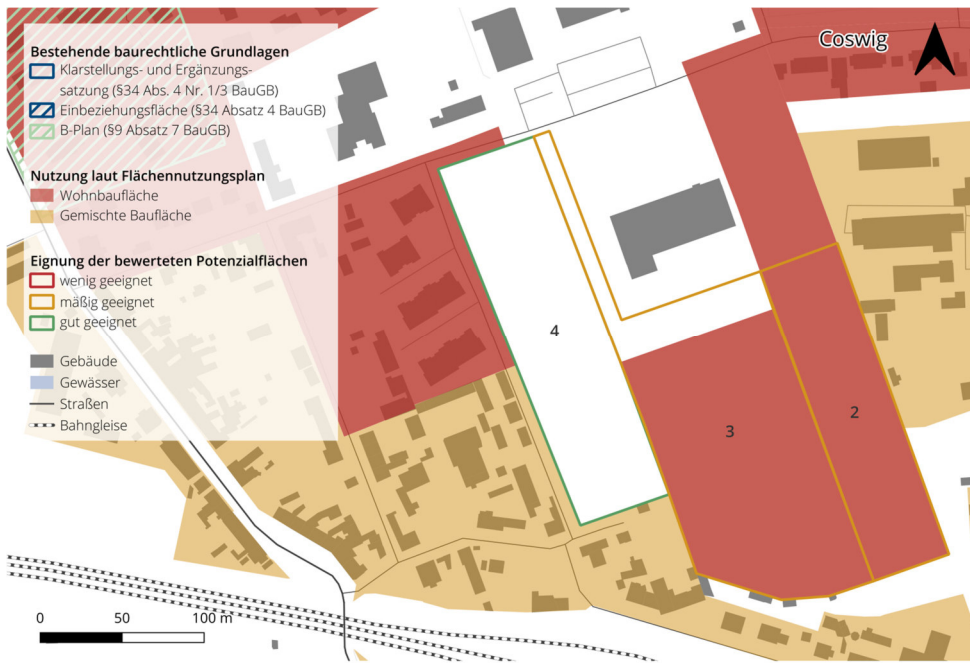 Bestehende baurechtliche Grundlagen
Klarstellungs- und Ergänzungs-
satzung (§34 Abs. 4 Nr. 1/3 BauGB)
Einbeziehungsfläche (§34 Absatz 4 BauGB)
B-Plan (§9 Absatz 7 BauGB)
Nutzung laut Flächennutzungsplan
Wohnbaufläche
Gemischte Baufläche
Eignung der bewerteten Potenzialflächen
wenig geeignet
mäßig geeignet
gut geeignet
Gebäude
Gewässer
Straßen
Bahngleise
Coswig
4
2
3
0 50 100 m